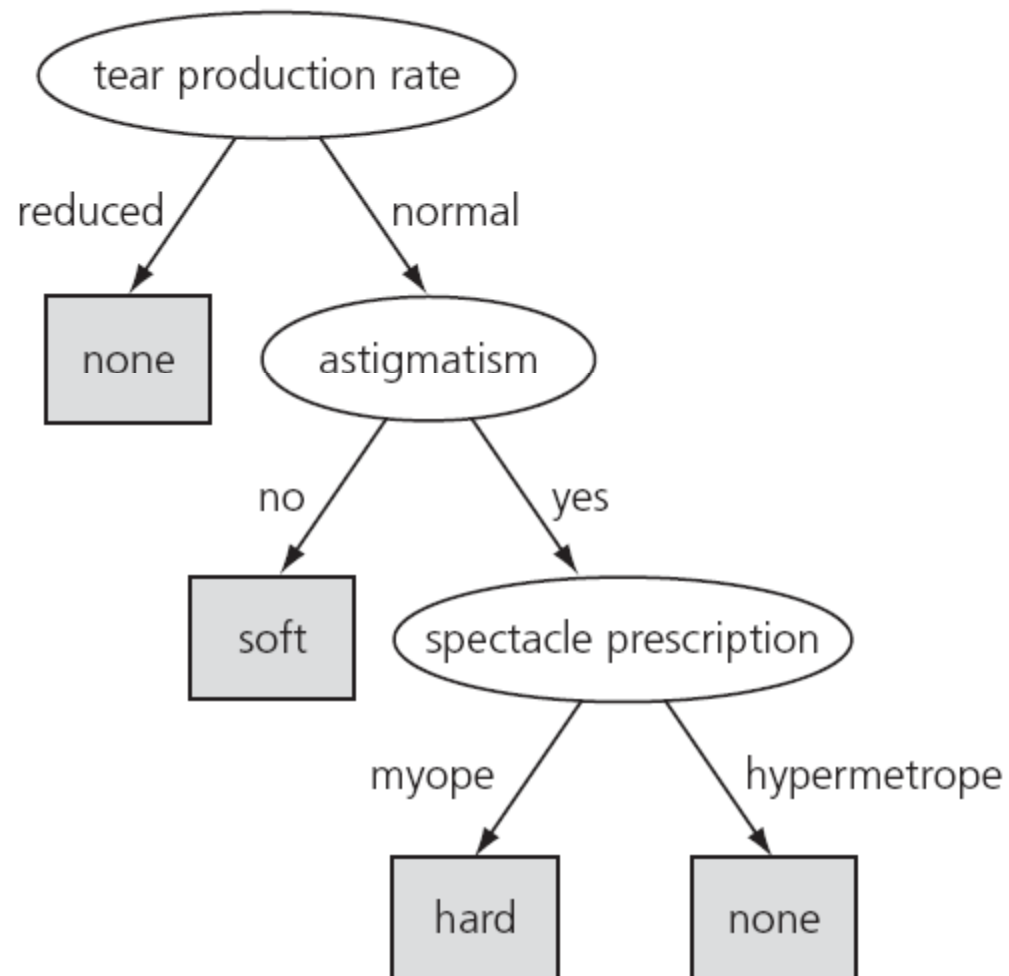 tear production rate
reduced
normal
none
astigmatism
no
yes
soft
spectacle prescription
myope
hypermetrope
hard
none